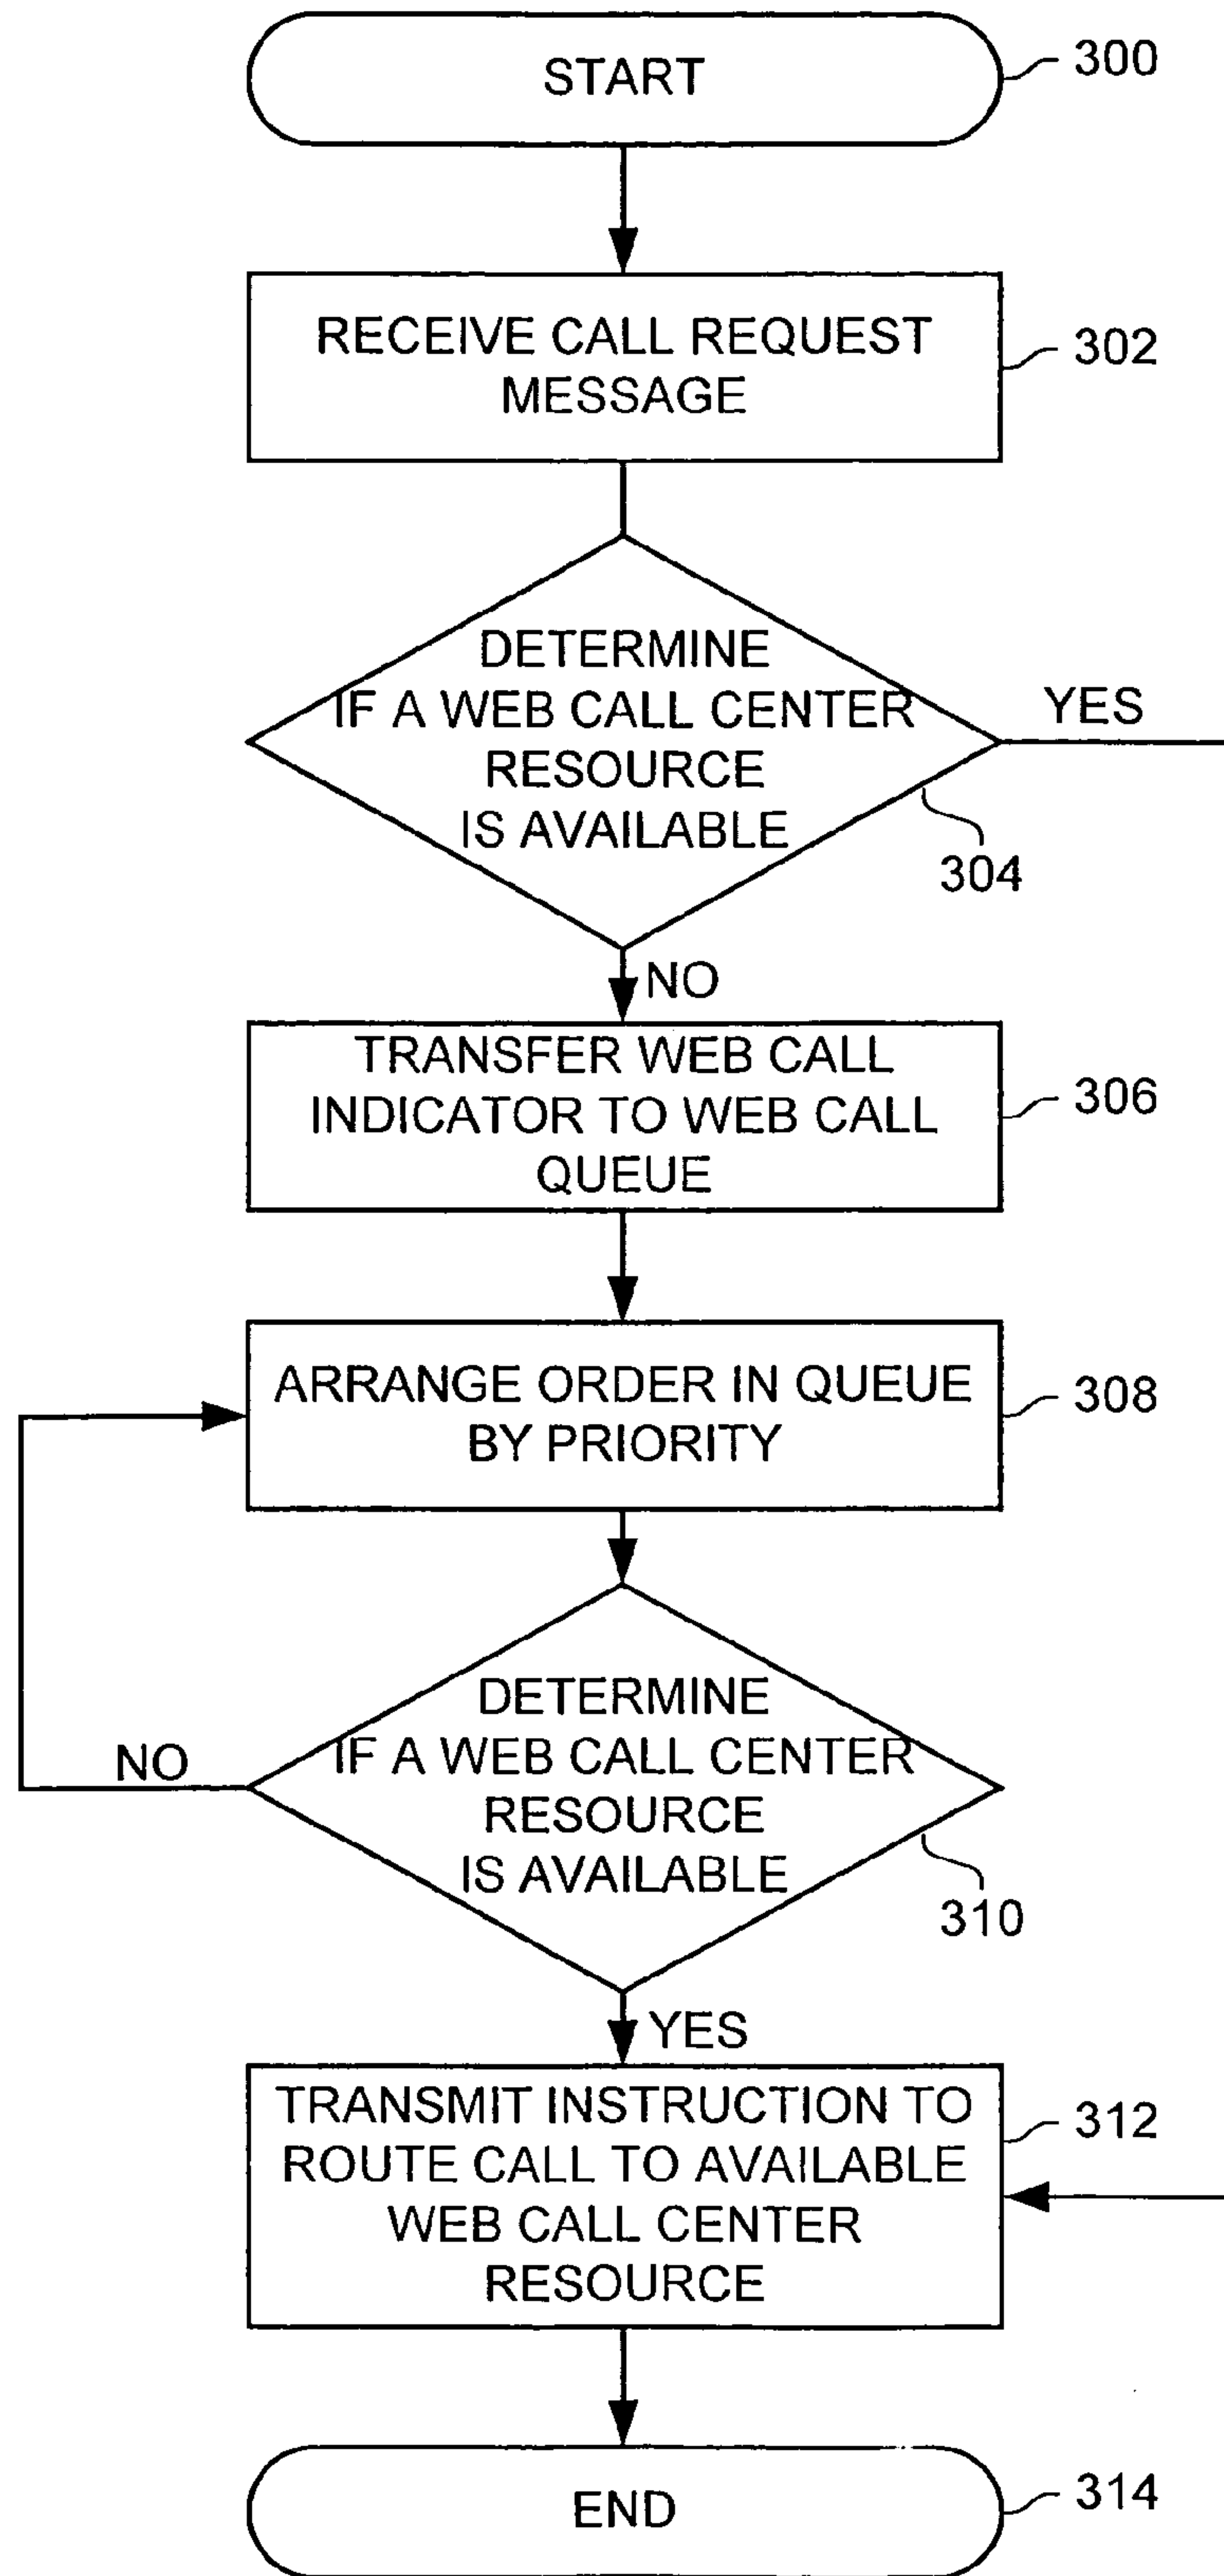 START
300
RECEIVE CALL REQUEST
MESSAGE
302
DETERMINE
IF A WEB CALL CENTER
RESOURCE
IS AVAILABLE
YES
304
NO
TRANSFER WEB CALL
INDICATOR TO WEB CALL
QUEUE
306
ARRANGE ORDER IN QUEUE
BY PRIORITY
308
DETERMINE
IF A WEB CALL CENTER
RESOURCE
IS AVAILABLE
NO
310
YES
TRANSMIT INSTRUCTION TO
ROUTE CALL TO AVAILABLE
WEB CALL CENTER
RESOURCE
312
END
314